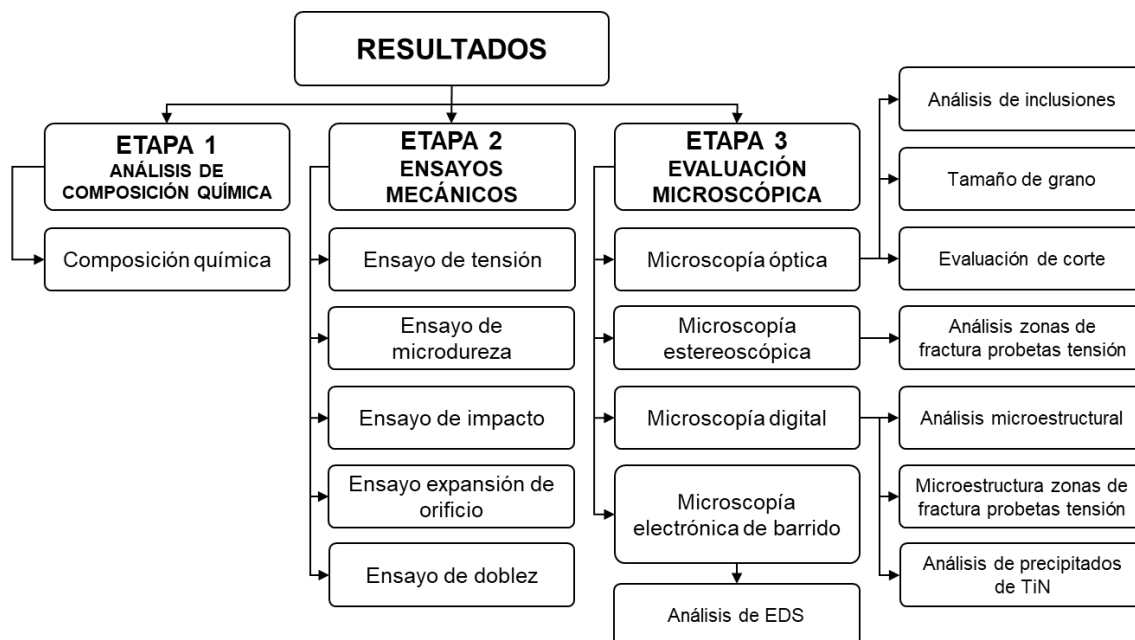 RESULTADOS
ETAPA 1
ANÁLISIS DE
COMPOSICIÓN QUÍMICA
Composición química
ETAPA 2
ENSAYOS
MECÁNICOS
Ensayo de tensión
Ensayo de
microdureza
Ensayo de impacto
Ensayo expansión de
orificio
Ensayo de doblez
ETAPA 3
EVALUACIÓN
MICROSCÓPICA
Microscopía óptica
Microscopía
estereoscópica
Microscopía digital
Microscopía
electrónica de barrido
Análisis de EDS
Análisis de inclusiones
Tamaño de grano
Evaluación de corte
Análisis zonas de
fractura probetas tensión
Análisis microestructural
Microestructura zonas de
fractura probetas tensión
Análisis de precipitados
de TiN